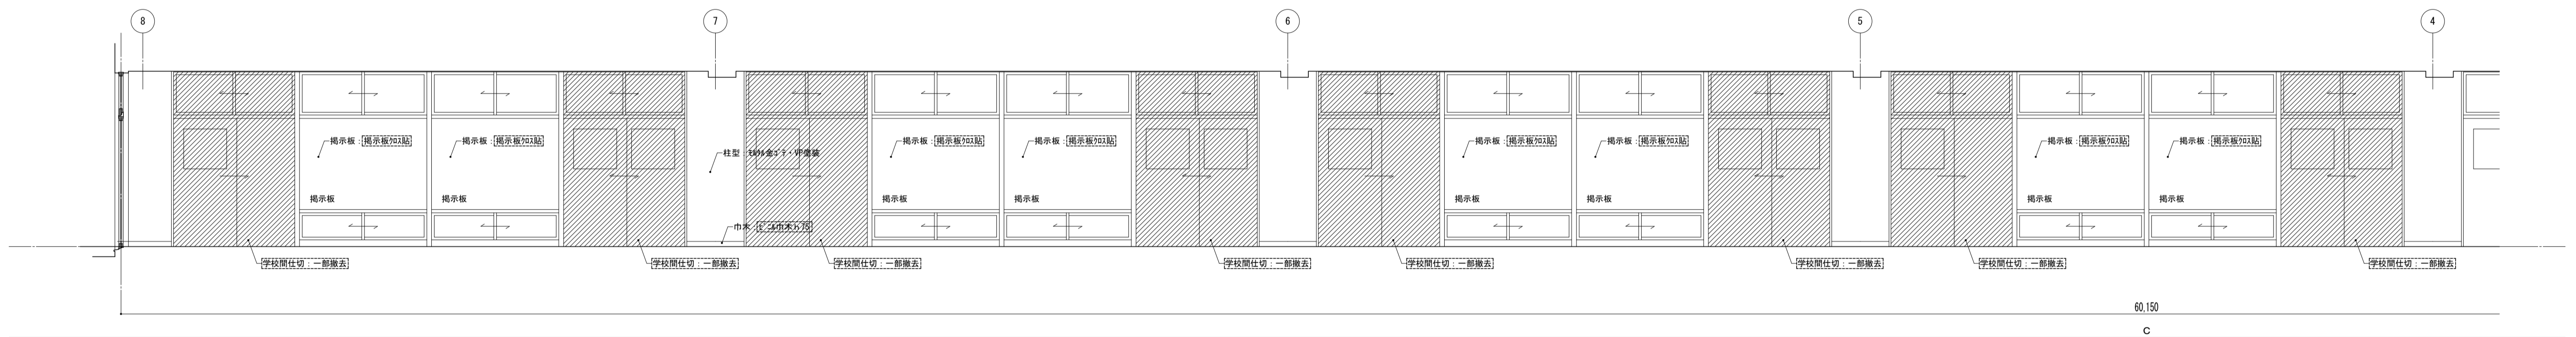 8
7
6
5
4
掲示板：掲示板ｸﾛｽ貼
掲示板：掲示板ｸﾛｽ貼
掲示板：掲示板ｸﾛｽ貼
掲示板：掲示板ｸﾛｽ貼
掲示板：掲示板ｸﾛｽ貼
掲示板：掲示板ｸﾛｽ貼
掲示板：掲示板ｸﾛｽ貼
掲示板：掲示板ｸﾛｽ貼
柱型：ﾓﾙﾀﾙ金ｺﾞﾃ・VP塗装
掲示板
掲示板
掲示板
掲示板
掲示板
掲示板
掲示板
掲示板
巾木：ﾋﾞﾆﾙ巾木ｈ75
学校間仕切：一部撤去
学校間仕切：一部撤去
学校間仕切：一部撤去
学校間仕切：一部撤去
学校間仕切：一部撤去
学校間仕切：一部撤去
学校間仕切：一部撤去
学校間仕切：一部撤去
60,150
C